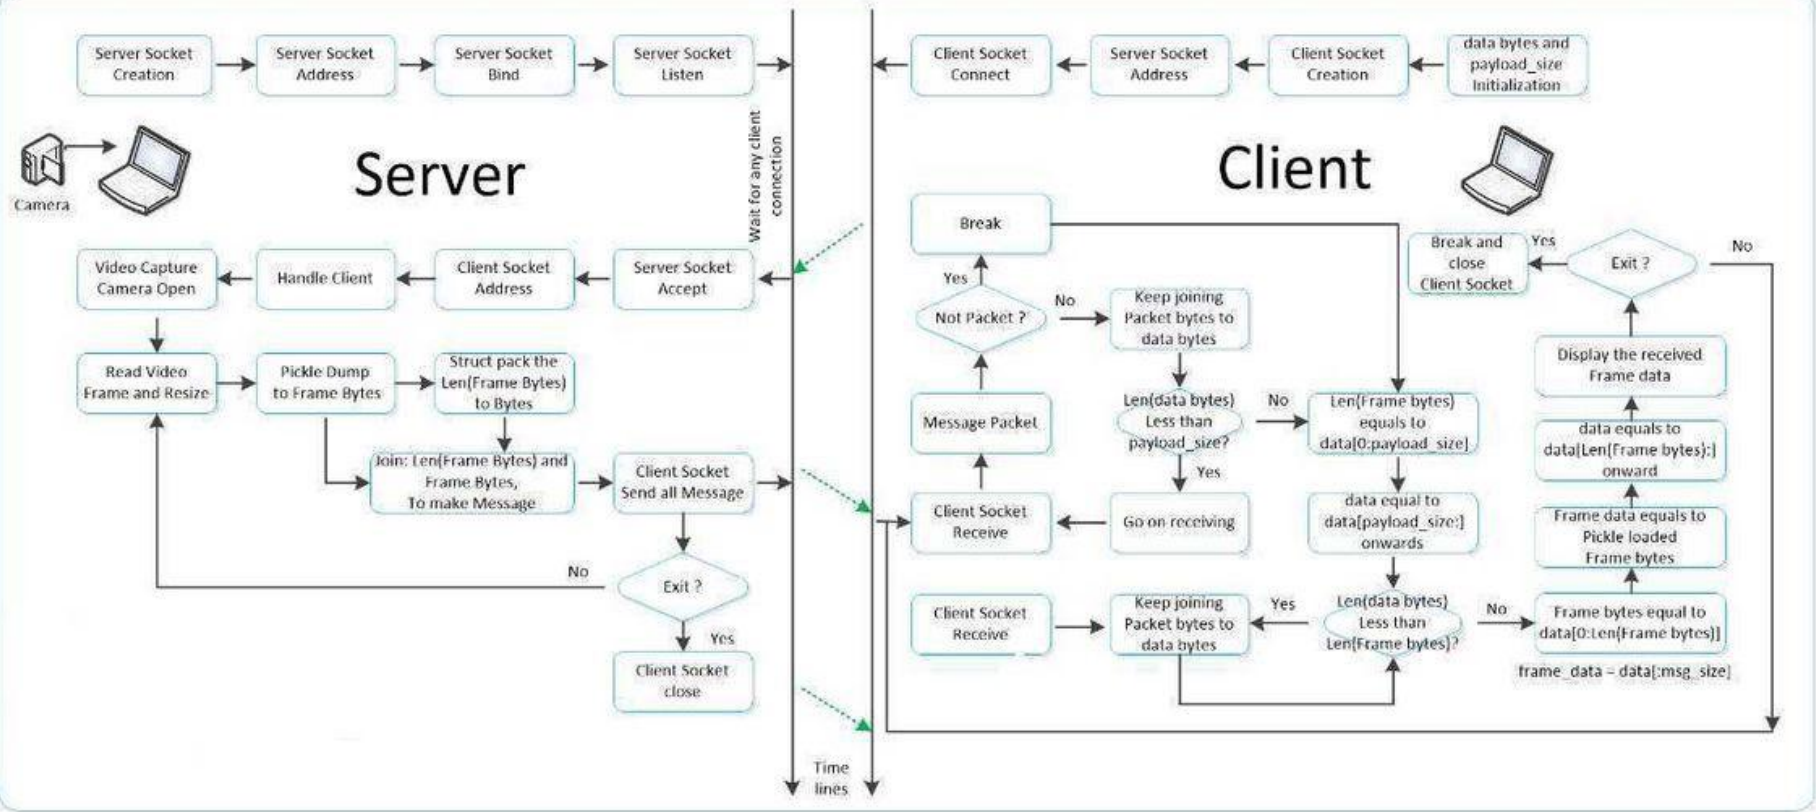 Server Socket
Creation
Server Socket
Address
Server Socket
Bind
Server Socket
Listen
Client Socket
Connect
Server Socket
Address
Client Socket
Creation
data bytes and
payload_size
Initialization
Camera
Server
Wait for any client
connection
Client
Video Capture
Camera Open
Handle Client
Client Socket
Address
Server Socket
Accept
Read Video
Frame and Resize
Pickle Dump
to Frame Bytes
Struct pack the
Len(Frame Bytes)
to Bytes
Join: Len(Frame Bytes) and
Frame Bytes,
To make Message
Client Socket
Send all Message
No
Exit ?
Yes
Client Socket
close
Time
lines
Break
Yes
Not Packet ?
No
Keep joining
Packet bytes to
data bytes
Message Packet
Len(data bytes)
Less than
payload_size?
No
Yes
Len(Frame bytes)
equals to
data[0:payload_size]
Client Socket
Receive
Go on receiving
data equal to
data[payload_size:]
onwards
Client Socket
Receive
Keep joining
Packet bytes to
data bytes
Yes
Len(data bytes)
Less than
Len(Frame bytes)?
No
Break and
close
Client Socket
Yes
Exit ?
No
Display the received
Frame data
data equals to
data[Len(Frame bytes):]
onward
Frame data equals to
Pickle loaded
Frame bytes
Frame bytes equal to
data[0:Len(Frame bytes)]
frame_data = data[:msg_size]